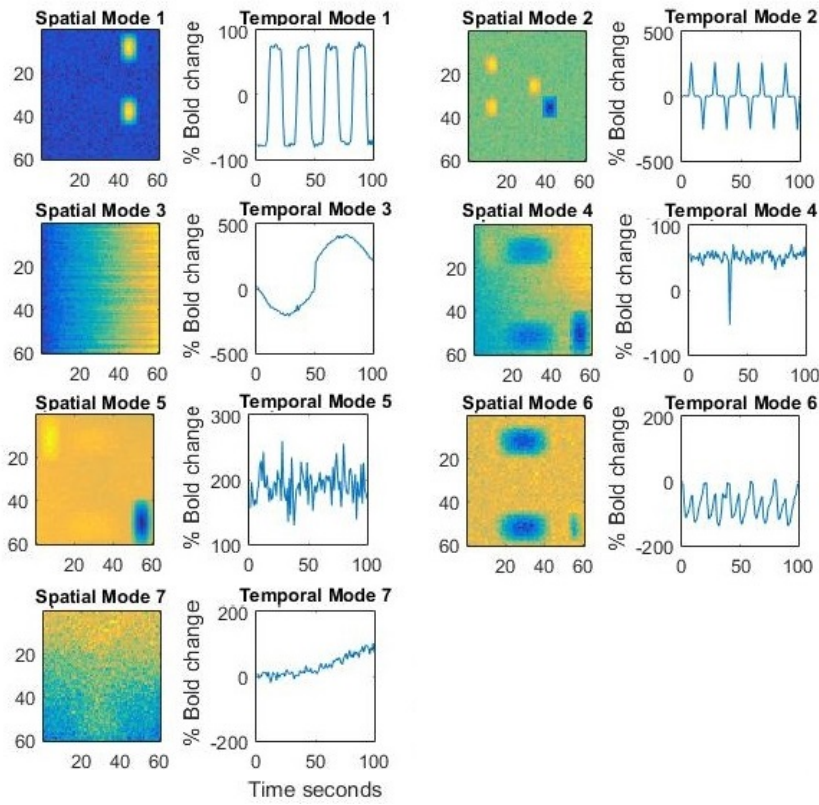 Spatial Mode 1
20
40
60
20 40 60
Temporal Mode 1
% Bold change
100
0
-100
0 50 100
Spatial Mode 2
20
40
60
20 40 60
Temporal Mode 2
% Bold change
500
0
-500
0 50 100
Spatial Mode 3
20
40
60
20 40 60
Temporal Mode 3
% Bold change
500
0
-500
0 50 100
Spatial Mode 4
20
40
60
20 40 60
Temporal Mode 4
% Bold change
100
0
-100
0 50 100
Spatial Mode 5
20
40
60
20 40 60
Temporal Mode 5
% Bold change
300
200
100
0 50 100
Spatial Mode 6
20
40
60
20 40 60
Temporal Mode 6
% Bold change
200
0
-200
0 50 100
Spatial Mode 7
20
40
60
20 40 60
Temporal Mode 7
% Bold change
200
0
-200
0 50 100
Time seconds